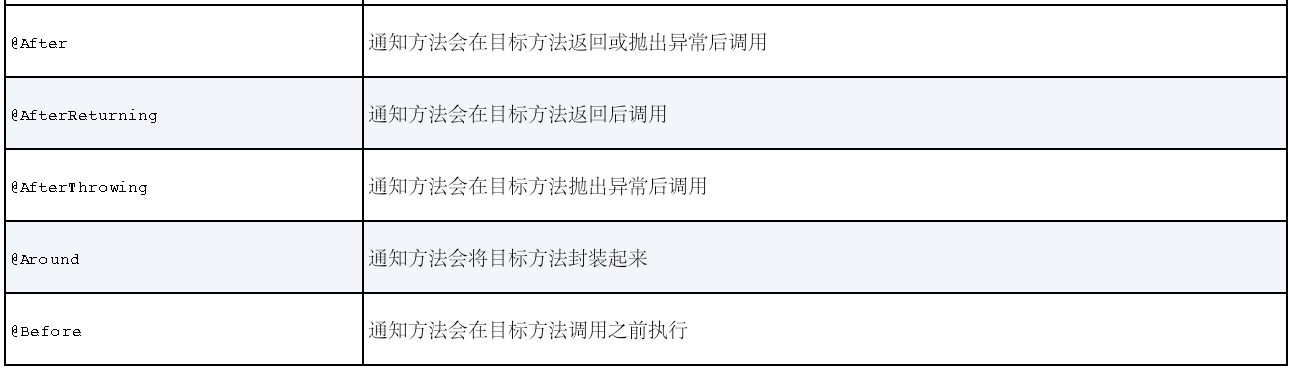 @After 通知方法会在目标方法返回或抛出异常后调用
@AfterReturning 通知方法会在目标方法返回后调用
@AfterThrowing 通知方法会在目标方法抛出异常后调用
@Around 通知方法会将目标方法封装起来
@Before 通知方法会在目标方法调用之前执行